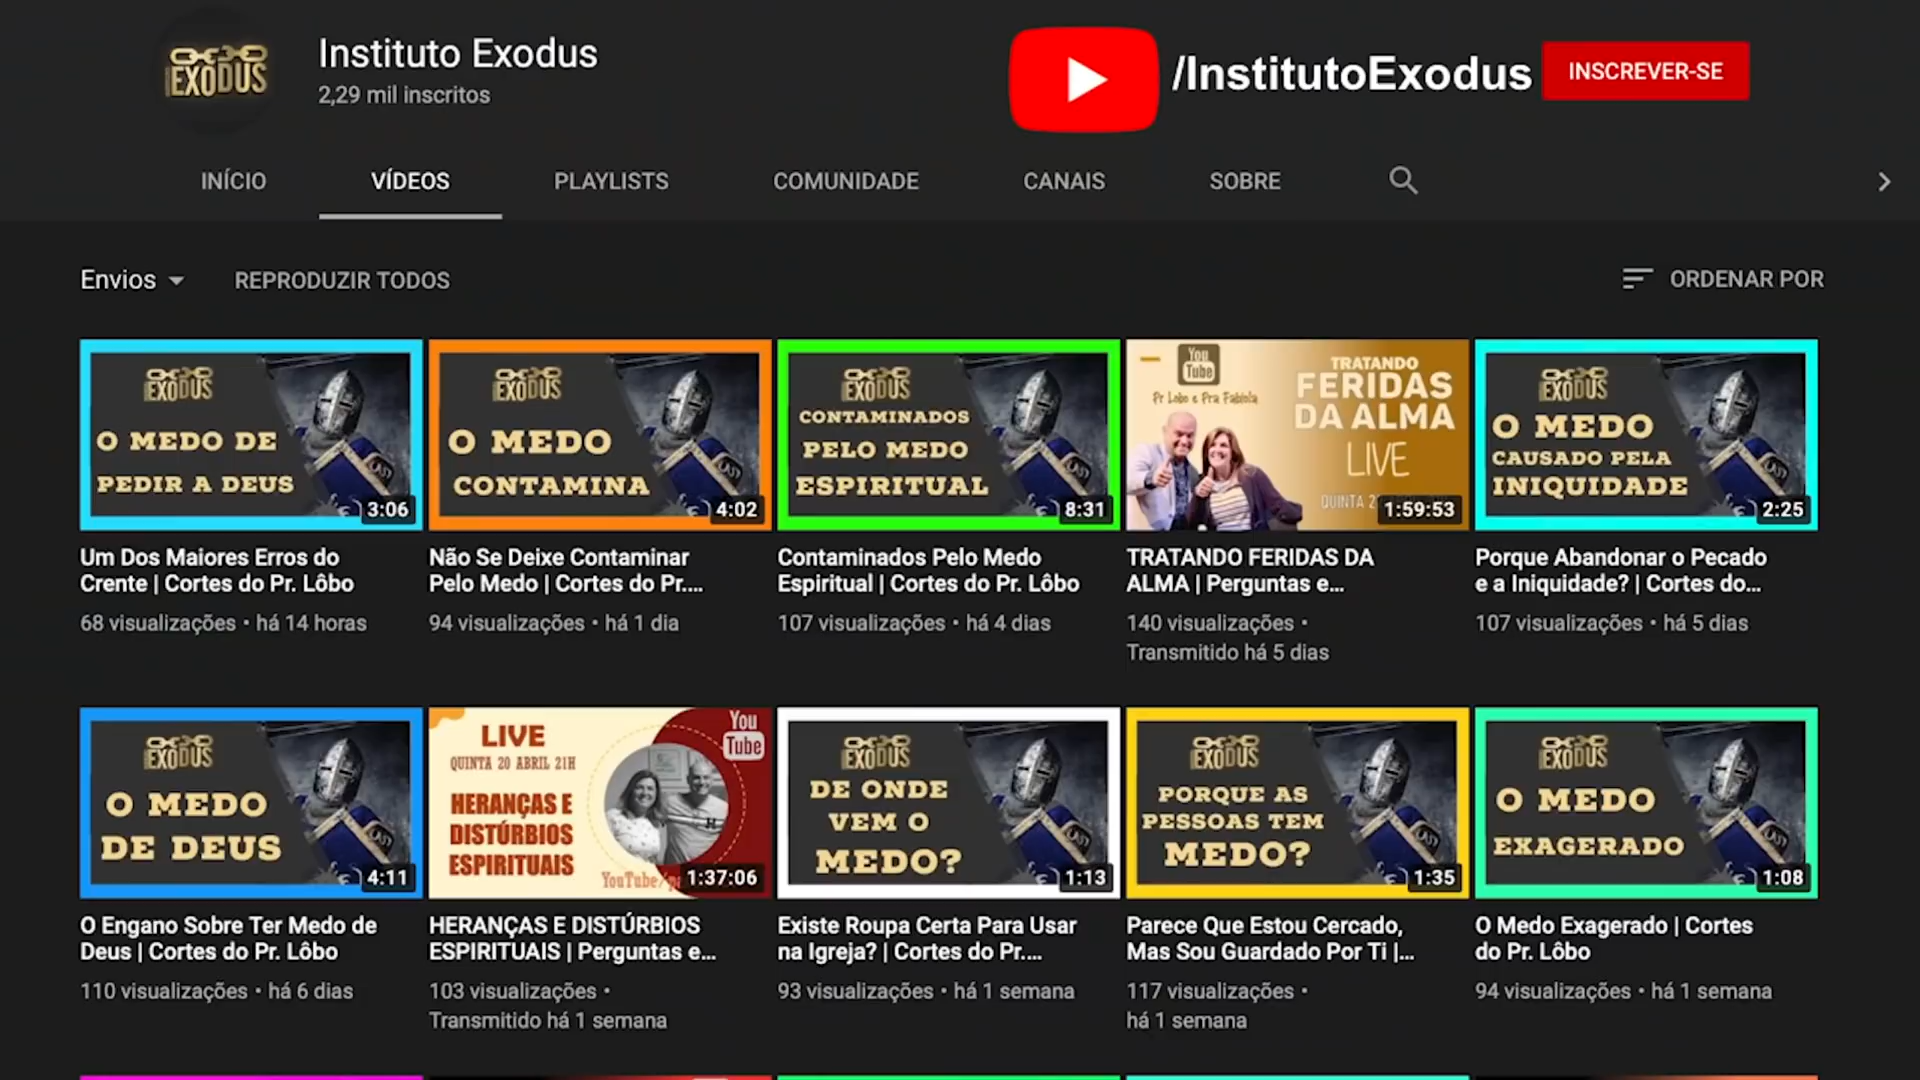 EXODUS
Instituto Exodus
2,29 mil inscritos
/InstitutoExodus
INSCREVER-SE
INÍCIO
VÍDEOS
PLAYLISTS
COMUNIDADE
CANAIS
SOBRE
Envios
REPRODUZIR TODOS
ORDENAR POR
EXODUS
O MEDO DE
PEDIR A DEUS
3:06
Um Dos Maiores Erros do
Crente | Cortes do Pr. Lôbo
68 visualizações • há 14 horas
EXODUS
O MEDO
CONTAMINA
4:02
Não Se Deixe Contaminar
Pelo Medo | Cortes do Pr....
94 visualizações • há 1 dia
EXODUS
CONTAMINADOS
PELO MEDO
ESPIRITUAL
8:31
Contaminados Pelo Medo
Espiritual | Cortes do Pr. Lôbo
107 visualizações • há 4 dias
You
Tube
Pr Lobo e Pra Fabiola
TRATANDO
FERIDAS
DA ALMA
LIVE
QUINTA
1:59:53
TRATANDO FERIDAS DA
ALMA | Perguntas e...
140 visualizações •
Transmitido há 5 dias
EXODUS
O MEDO
CAUSADO PELA
INIQUIDADE
2:25
Porque Abandonar o Pecado
e a Iniquidade? | Cortes do...
107 visualizações • há 5 dias
EXODUS
O MEDO
DE DEUS
4:11
O Engano Sobre Ter Medo de
Deus | Cortes do Pr. Lôbo
110 visualizações • há 6 dias
LIVE
QUINTA 20 ABRIL 21H
HERANÇAS E
DISTÚRBIOS
ESPIRITUAIS
You
Tube
YouTube/
1:37:06
HERANÇAS E DISTÚRBIOS
ESPIRITUAIS | Perguntas e...
103 visualizações •
Transmitido há 1 semana
EXODUS
DE ONDE
VEM O
MEDO?
1:13
Existe Roupa Certa Para Usar
na Igreja? | Cortes do Pr....
93 visualizações • há 1 semana
EXODUS
PORQUE AS
PESSOAS TEM
MEDO?
1:35
Parece Que Estou Cercado,
Mas Sou Guardado Por Ti |...
117 visualizações •
há 1 semana
EXODUS
O MEDO
EXAGERADO
1:08
O Medo Exagerado | Cortes
do Pr. Lôbo
94 visualizações • há 1 semana